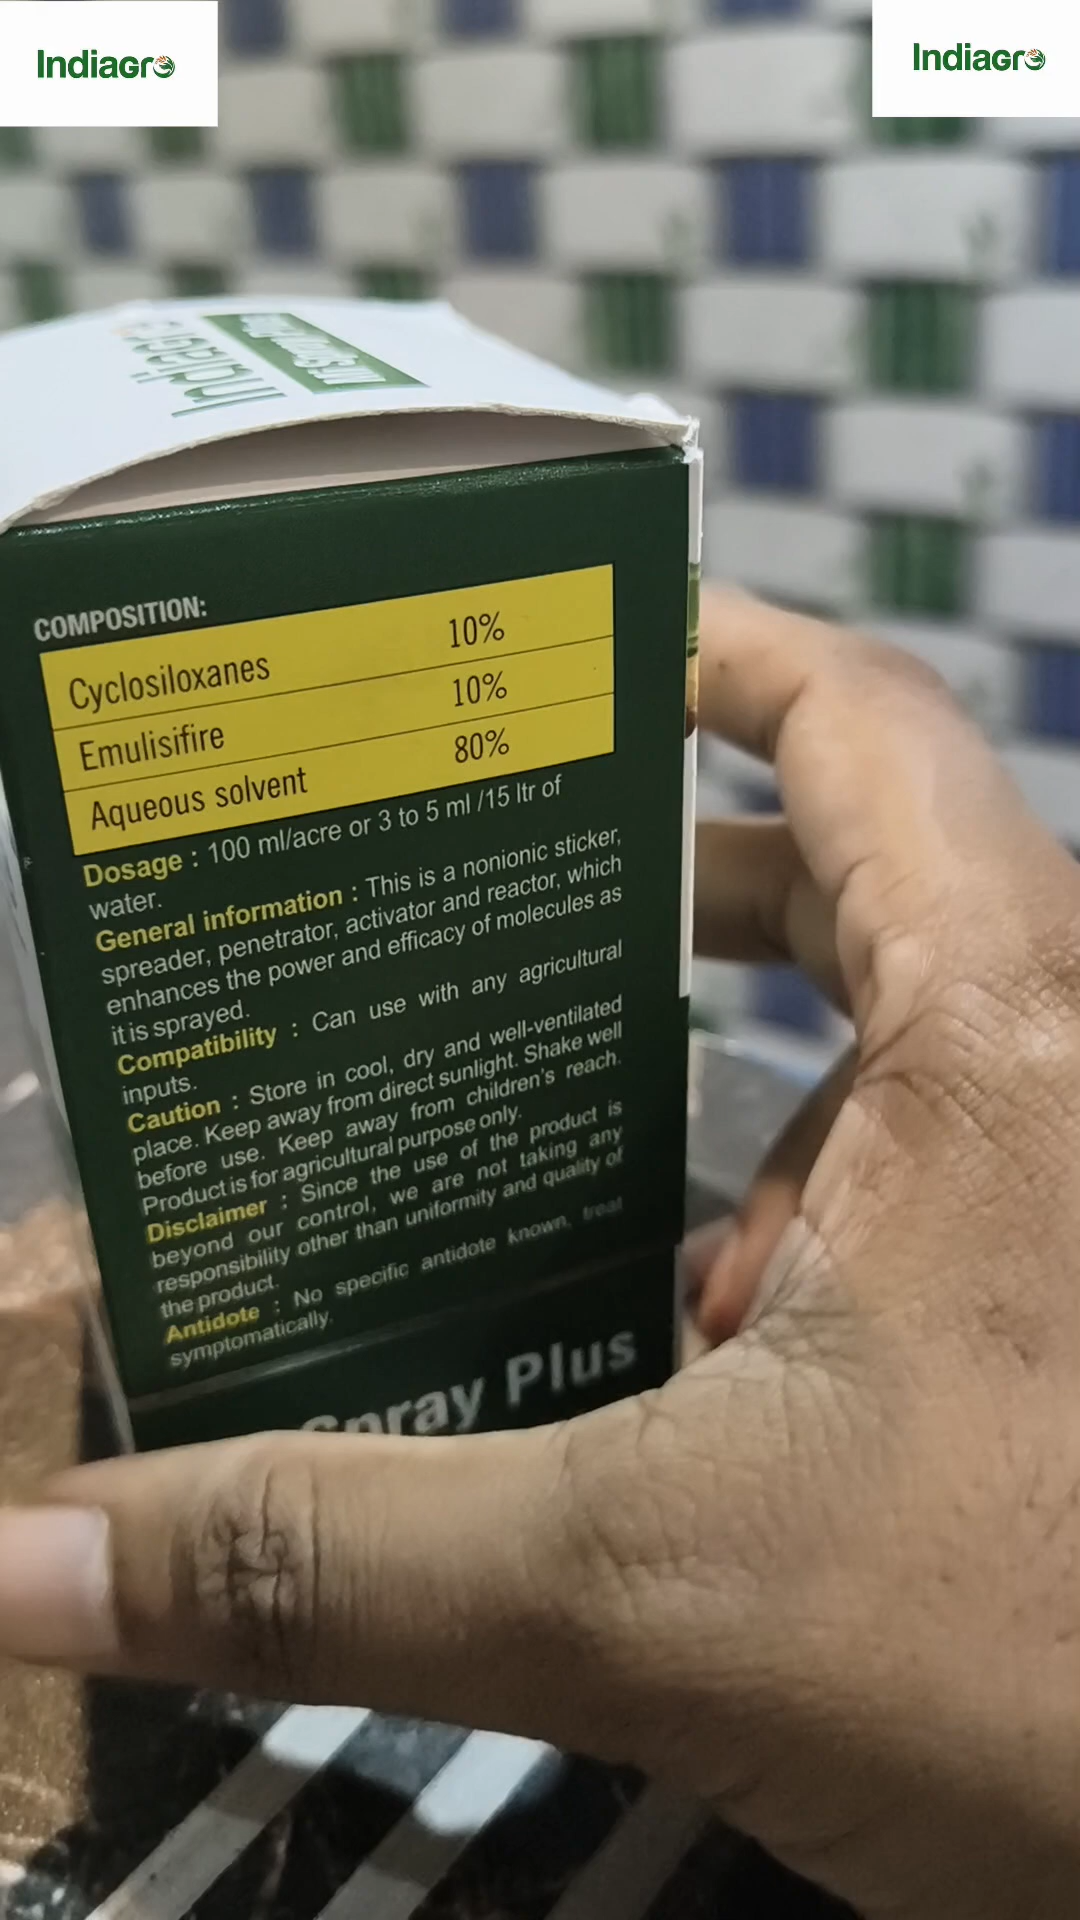 Indiagro
Indiagro
Indiagro
COMPOSITION:
Cyclosiloxanes 10%
Emulisifire 10%
Aqueous solvent 80%
Dosage : 100 ml/acre or 3 to 5 ml /15 ltr of
water.
General information : This is a nonionic sticker,
spreader, penetrator, activator and reactor, which
enhances the power and efficacy of molecules as
it is sprayed.
Compatibility : Can use with any agricultural
inputs.
Caution : Store in cool, dry and well-ventilated
place. Keep away from direct sunlight. Shake well
before use. Keep away from children's reach.
Product is for agricultural purpose only.
Disclaimer : Since the use of the product is
beyond our control, we are not taking any
responsibility other than uniformity and quality of
the product.
Antidote : No specific antidote known, treat
symptomatically.
Spray Plus